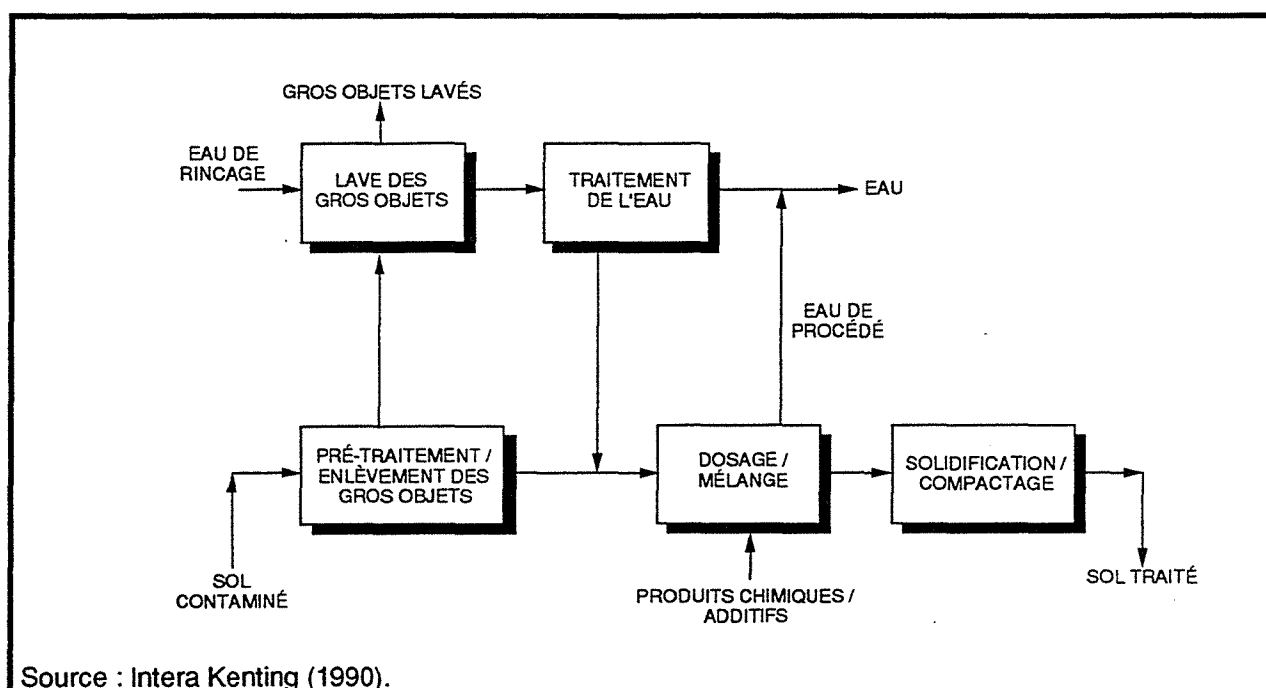 GROS OBJETS LAVÉS
EAU DE
RINCAGE
LAVE DES
GROS OBJETS
TRAITEMENT
DE L'EAU
EAU
EAU DE
PROCÉDÉ
PRÉ-TRAITEMENT /
ENLÈVEMENT DES
GROS OBJETS
DOSAGE /
MÉLANGE
SOLIDIFICATION /
COMPACTAGE
SOL
CONTAMINÉ
PRODUITS CHIMIQUES /
ADDITIFS
SOL TRAITÉ
Source : Intera Kenting (1990).